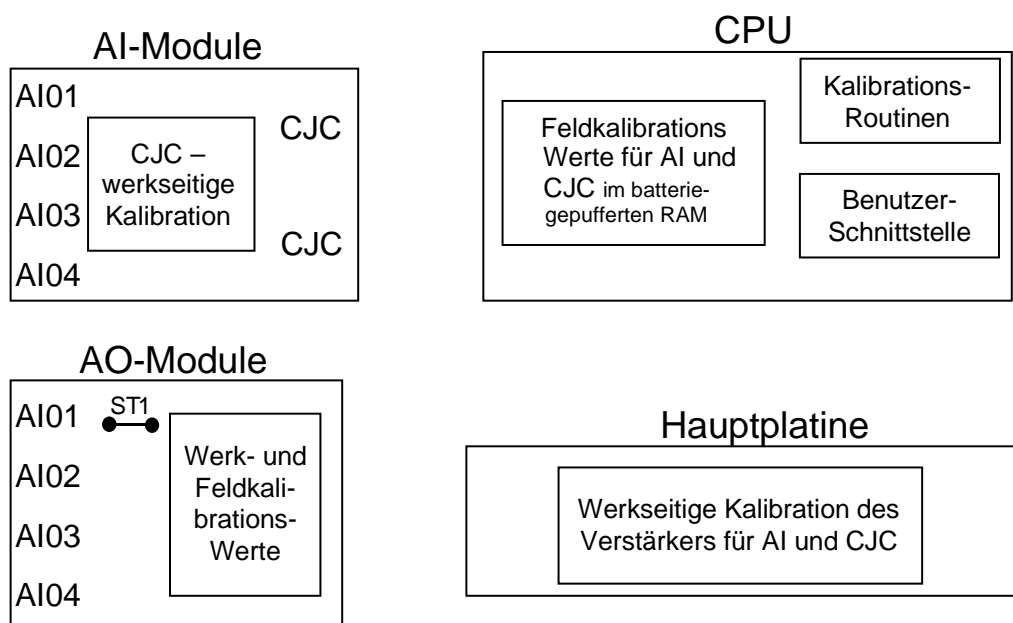 AI-Module
AI01
AI02
AI03
AI04
CJC –
werkseitige
Kalibration
CJC
CJC
CPU
Feldkalibrations
Werte für AI und
CJC im batterie-
gepufferten RAM
Kalibrations-
Routinen
Benutzer-
Schnittstelle
AO-Module
AI01
AI02
AI03
AI04
ST1
Werk- und
Feldkali-
brations-
Werte
Hauptplatine
Werkseitige Kalibration des
Verstärkers für AI und CJC